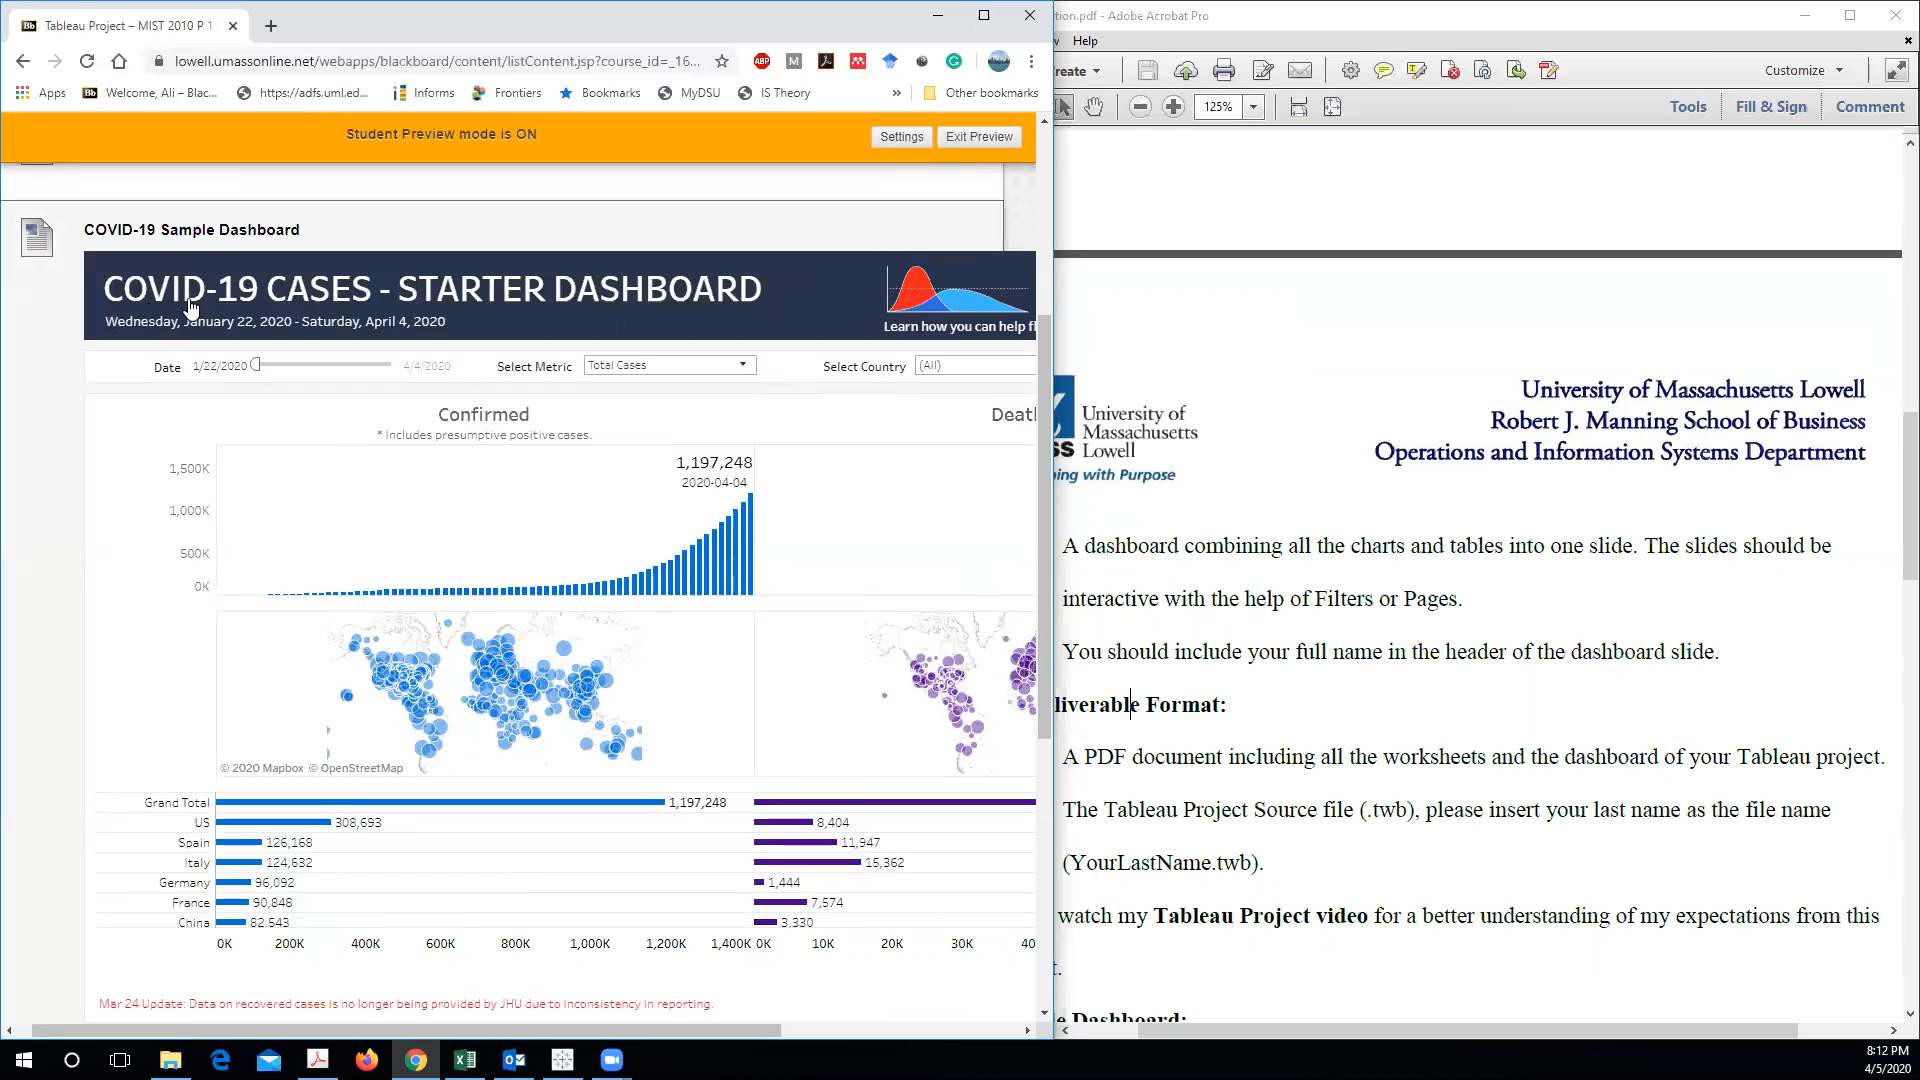 Tableau Project – MIST 2010 P 1
lowell.umassonline.net/webapps/blackboard/content/listContent.jsp?course_id=_16...
Apps
Welcome, Ali – Blac...
https://adfs.uml.ed...
Informs
Frontiers
Bookmarks
MyDSU
IS Theory
»
Other bookmarks
Student Preview mode is ON
Settings
Exit Preview
COVID-19 Sample Dashboard
COVID-19 CASES - STARTER DASHBOARD
Wednesday, January 22, 2020 - Saturday, April 4, 2020
Learn how you can help fl
Date 1/22/2020 4/4/2020
Select Metric Total Cases
Select Country (All)
Confirmed
* Includes presumptive positive cases.
Death
1,500K
1,000K
500K
0K
1,197,248
2020-04-04
© 2020 Mapbox © OpenStreetMap
Grand Total 1,197,248
US 308,693 8,404
Spain 126,168 11,947
Italy 124,632 15,362
Germany 96,092 1,444
France 90,848 7,574
China 82,543 3,330
0K 200K 400K 600K 800K 1,000K 1,200K 1,400K 0K 10K 20K 30K 40
Mar 24 Update: Data on recovered cases is no longer being provided by JHU due to inconsistency in reporting.
tion.pdf - Adobe Acrobat Pro
w Help
reate
Customize
125%
Tools
Fill & Sign
Comment
University of
Massachusetts
SS Lowell
ing with Purpose
University of Massachusetts Lowell
Robert J. Manning School of Business
Operations and Information Systems Department
A dashboard combining all the charts and tables into one slide. The slides should be
interactive with the help of Filters or Pages.
You should include your full name in the header of the dashboard slide.
liverable Format:
A PDF document including all the worksheets and the dashboard of your Tableau project.
The Tableau Project Source file (.twb), please insert your last name as the file name
(YourLastName.twb).
watch my Tableau Project video for a better understanding of my expectations from this
t.
e Dashboard:
8:12 PM
4/5/2020